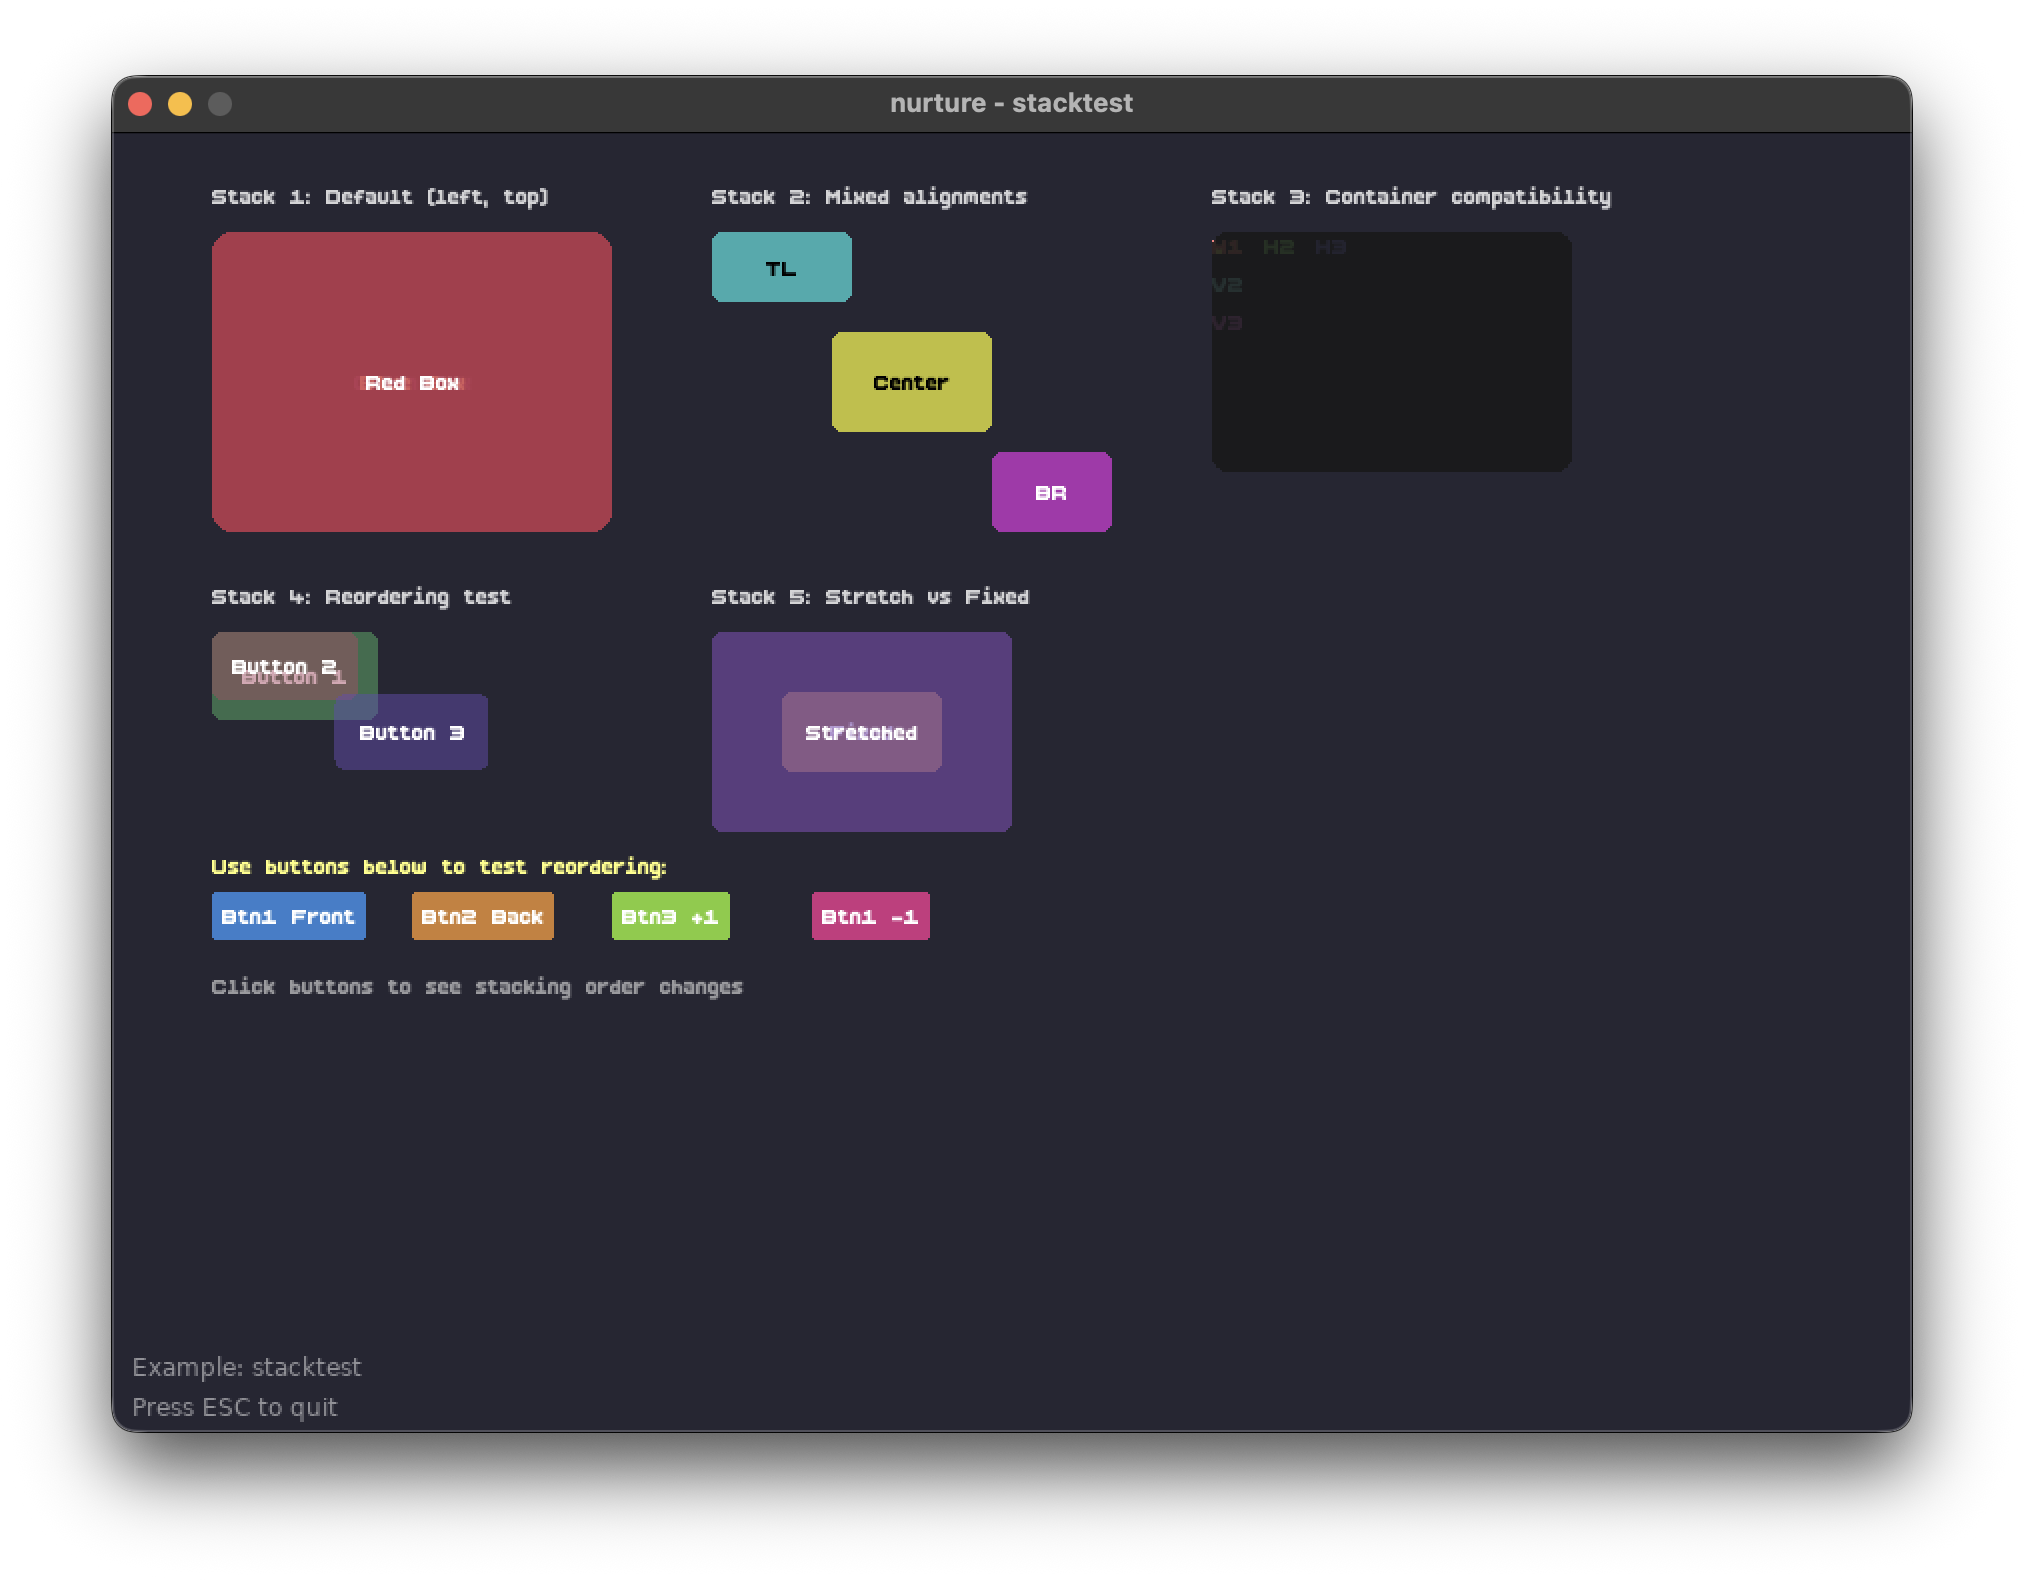 nurture - stacktest
Stack 1: Default (left, top)
Stack 2: Mixed alignments
Stack 3: Container compatibility
Red Box
TL
Center
BR
H2 H3
V2
V3
Stack 4: Reordering test
Stack 5: Stretch vs Fixed
Button 2
Button 1
Button 3
Stretched
Use buttons below to test reordering:
Btn1 Front
Btn2 Back
Btn3 +1
Btn1 -1
Click buttons to see stacking order changes
Example: stacktest
Press ESC to quit